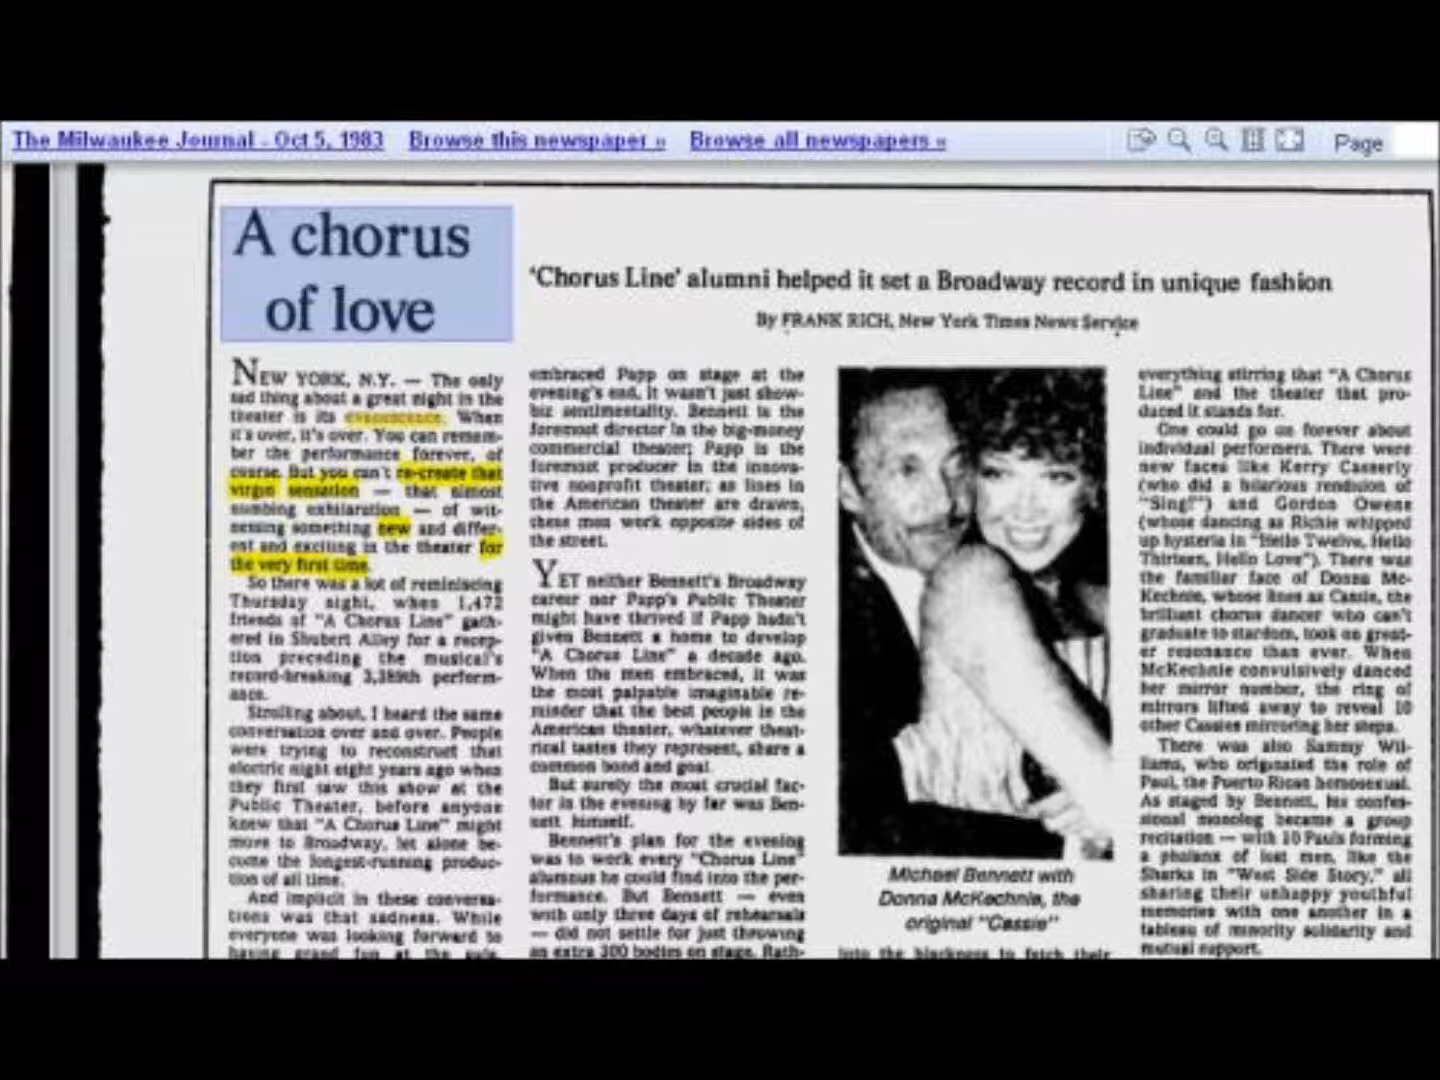 The Milwaukee Journal - Oct 5, 1983 Browse this newspaper » Browse all newspapers » Page
A chorus
of love
'Chorus Line' alumni helped it set a Broadway record in unique fashion
By FRANK RICH, New York Times News Service
NEW YORK, N.Y. — The only
sad thing about a great night in the
theater is its evanescence. When
it's over, it's over. You can remem-
ber the performance forever, of
course. But you can't re-create that
virgin sensation — that almost
numbing exhilaration — of wit-
nessing something new and differ-
ent and exciting in the theater for
the very first time.
So there was a lot of reminiscing
Thursday night, when 1,472
friends of "A Chorus Line" gath-
ered in Shubert Alley for a recep-
tion preceding the musical's
record-breaking 3,389th perform-
ance.
Strolling about, I heard the same
conversation over and over. People
were trying to reconstruct that
electric night eight years ago when
they first saw this show at the
Public Theater, before anyone
knew that "A Chorus Line" might
move to Broadway, let alone be-
come the longest-running produc-
tion of all time.
And implicit in these conversa-
tions was that sadness. While
everyone was looking forward to
having grand fun at the gala,
embraced Papp on stage at the
evening's end, it wasn't just show-
biz sentimentality. Bennett is the
foremost director in the big-money
commercial theater; Papp is the
foremost producer in the innova-
tive nonprofit theater; as lines in
the American theater are drawn,
these men work opposite sides of
the street.
YET neither Bennett's Broadway
career nor Papp's Public Theater
might have thrived if Papp hadn't
given Bennett a home to develop
"A Chorus Line" a decade ago.
When the men embraced, it was
the most palpable imaginable re-
minder that the best people in the
American theater, whatever theat-
rical tastes they represent, share a
common bond and goal.
But surely the most crucial fac-
tor in the evening by far was Ben-
nett himself.
Bennett's plan for the evening
was to work every "Chorus Line"
alumnus he could find into the per-
formance. But Bennett — even
with only three days of rehearsals
— did not settle for just throwing
an extra 300 bodies on stage. Rath-
Michael Bennett with
Donna McKechnie, the
original "Cassie"
into the blackness to fetch their
everything stirring that "A Chorus
Line" and the theater that pro-
duced it stands for.
One could go on forever about
individual performers. There were
new faces like Kerry Casserly
(who did a hilarious rendition of
"Sing!") and Gordon Owens
(whose dancing as Richie whipped
up hysteria in "Hello Twelve, Hello
Thirteen, Hello Love"). There was
the familiar face of Donna Mc-
Kechnie, whose lines as Cassie, the
brilliant chorus dancer who can't
graduate to stardom, took on great-
er resonance than ever. When
McKechnie convulsively danced
her mirror number, the ring of
mirrors lifted away to reveal 10
other Cassies mirroring her steps.
There was also Sammy Wil-
liams, who originated the role of
Paul, the Puerto Rican homosexual.
As staged by Bennett, his confes-
sional monolog became a group
recitation — with 10 Pauls forming
a phalanx of lost men, like the
Sharks in "West Side Story," all
sharing their unhappy youthful
memories with one another in a
tableau of minority solidarity and
mutual support.